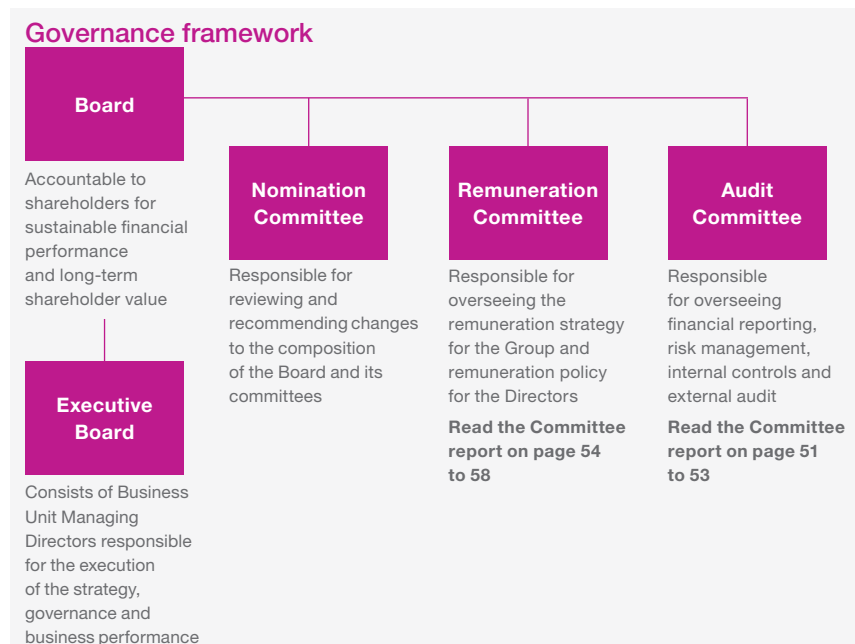 Governance framework
Board
Accountable to
shareholders for
sustainable financial
performance
and long-term
shareholder value
Nomination
Committee
Responsible for
reviewing and
recommending changes
to the composition
of the Board and its
committees
Remuneration
Committee
Responsible for
overseeing the
remuneration strategy
for the Group and
remuneration policy
for the Directors
Read the Committee
report on page 54
to 58
Audit
Committee
Responsible
for overseeing
financial reporting,
risk management,
internal controls and
external audit
Read the Committee
report on page 51
to 53
Executive
Board
Consists of Business
Unit Managing
Directors responsible
for the execution
of the strategy,
governance and
business performance